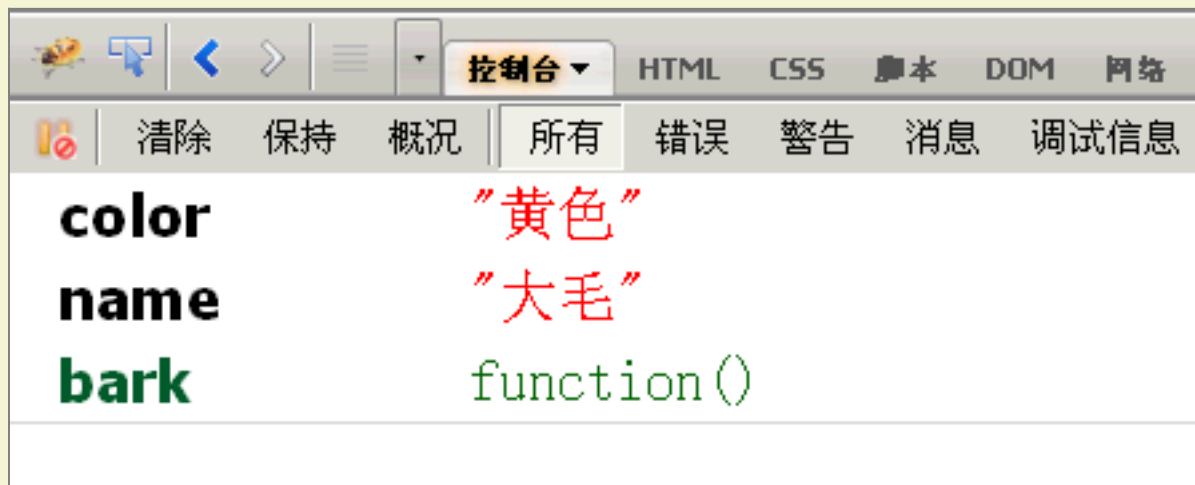 控制台 HTML CSS 脚本 DOM 网络
清除 保持 概况 所有 错误 警告 消息 调试信息
color "黄色"
name "大毛"
bark function()